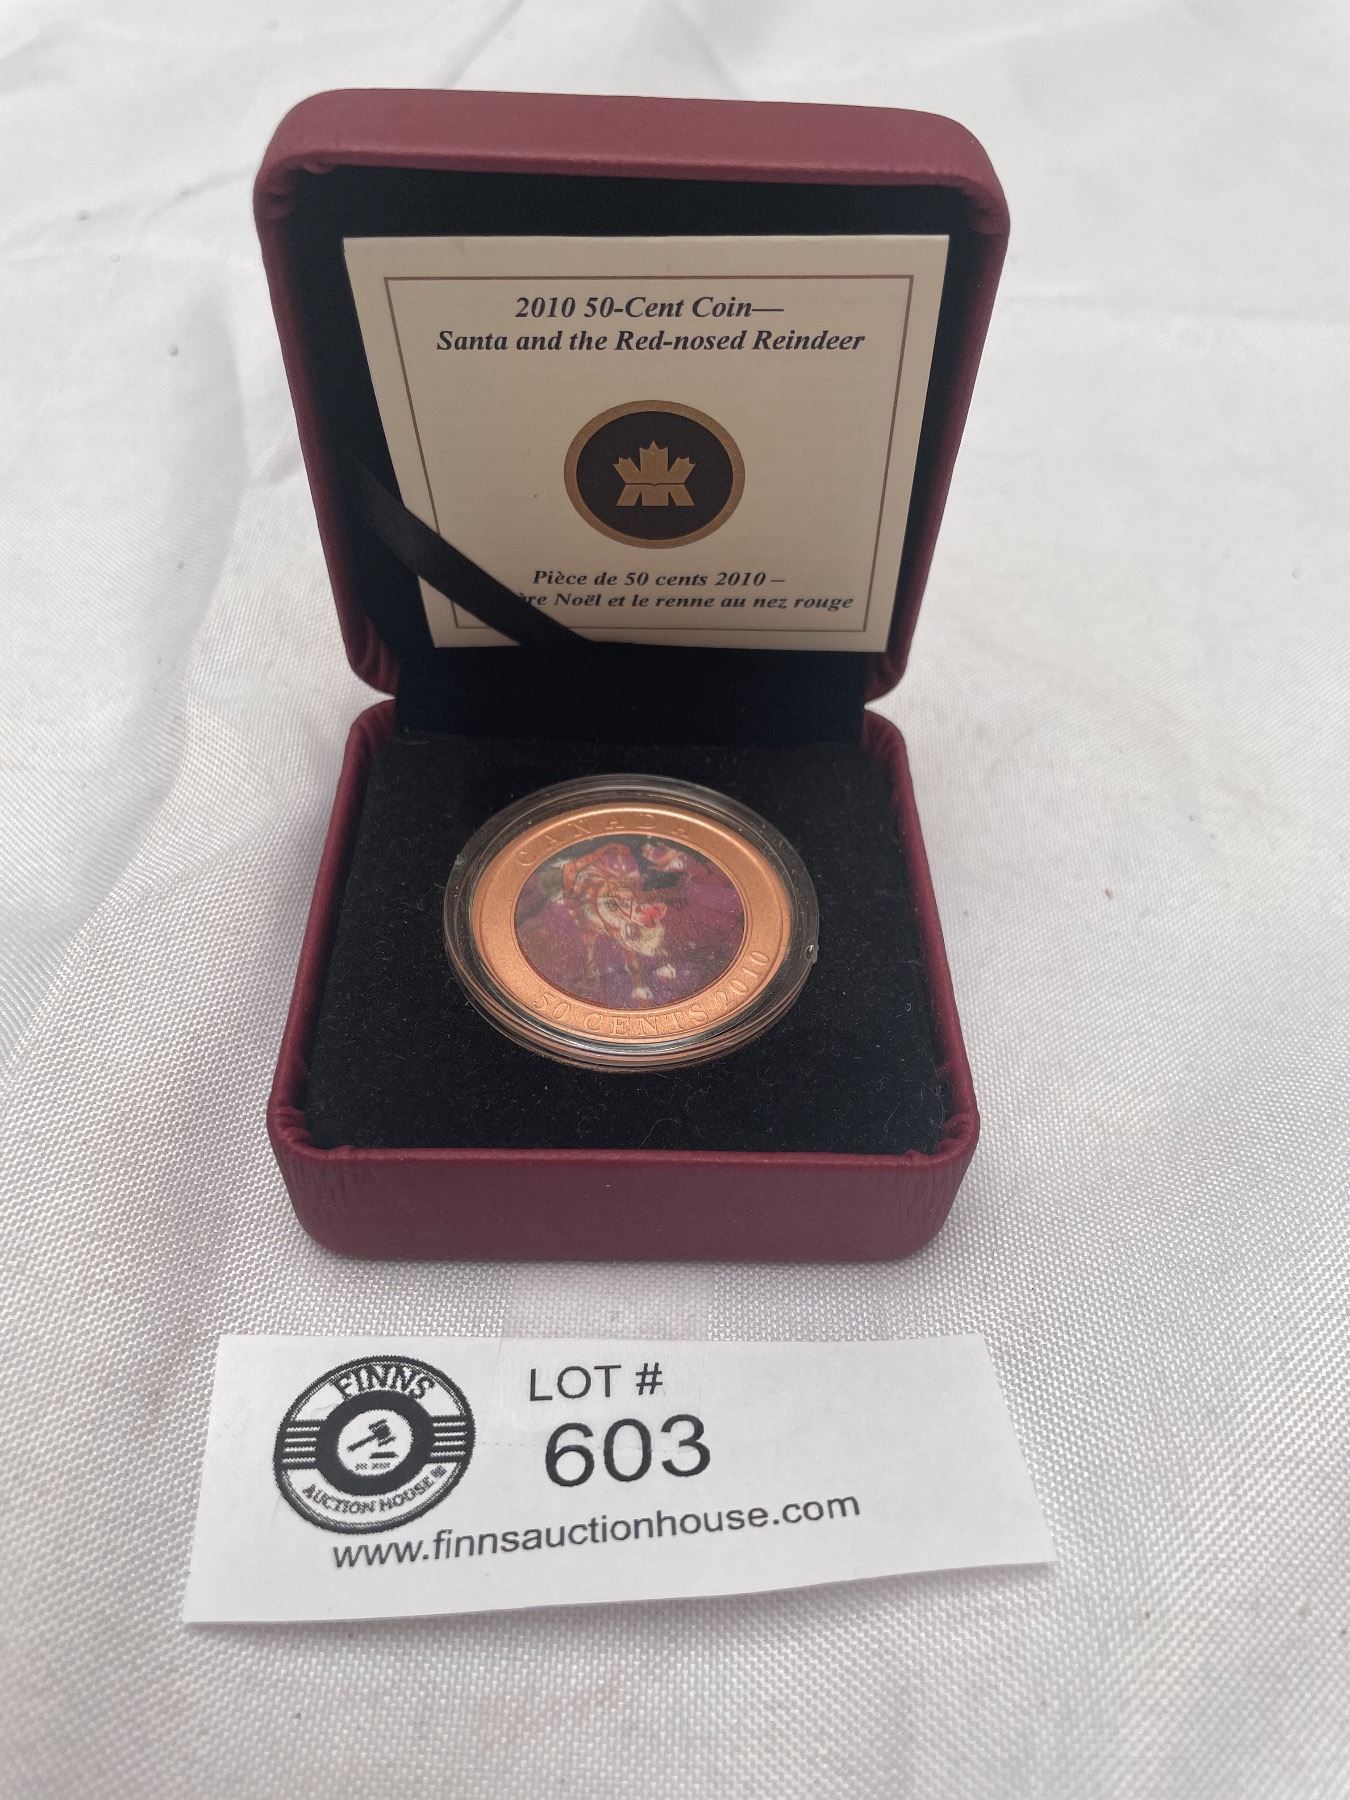 2010 50-Cent Coin—
Santa and the Red-nosed Reindeer
Pièce de 50 cents 2010 –
Noël et le renne au nez rouge
CANADA
50 CENTS 2010
FINNS
AUCTION HOUSE
LOT #
603
www.finnsauctionhouse.com